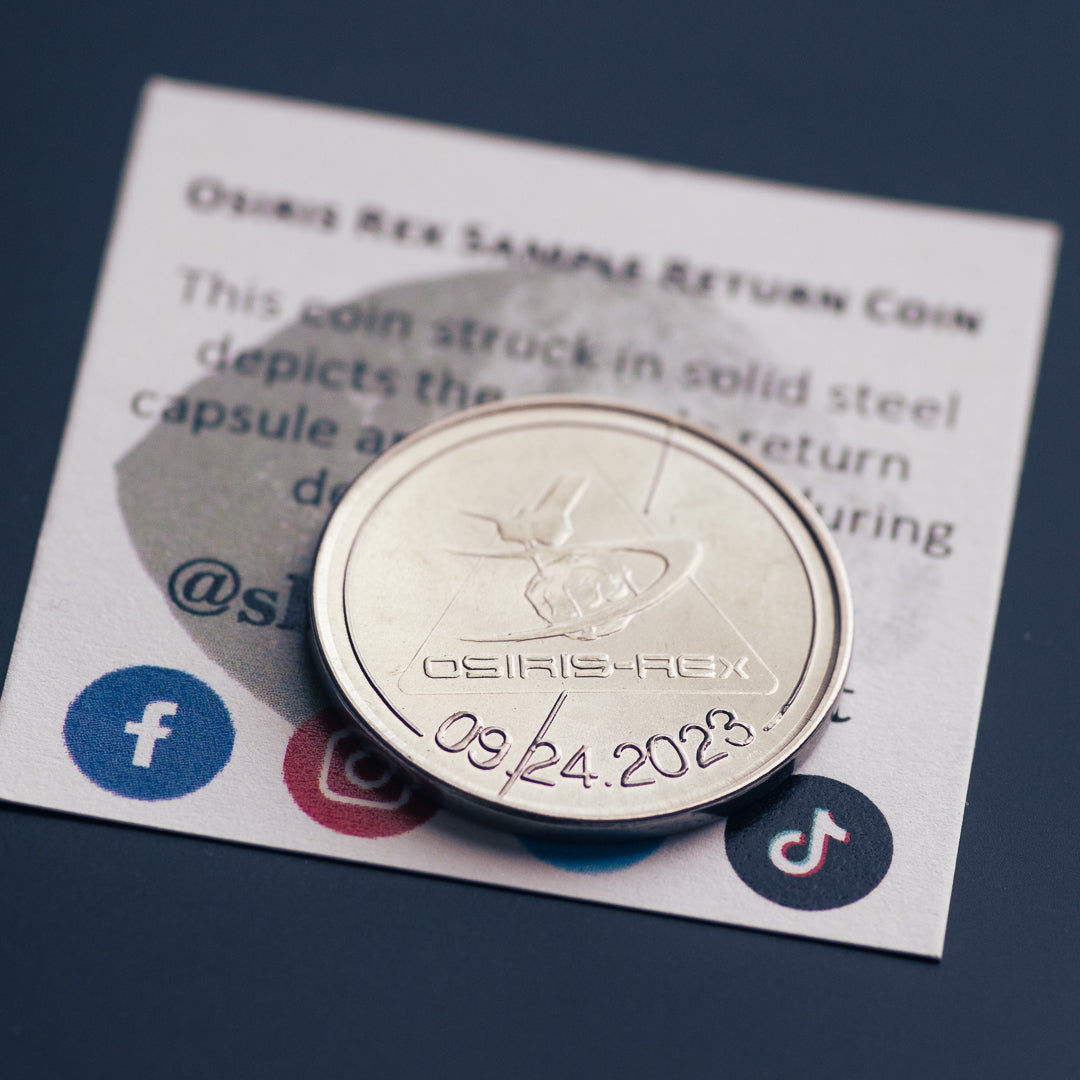 Osiris Rex Sample Return Coin
This coin struck in solid steel
depicts the return
capsule
during
OSIRIS-REX
09.24.2023